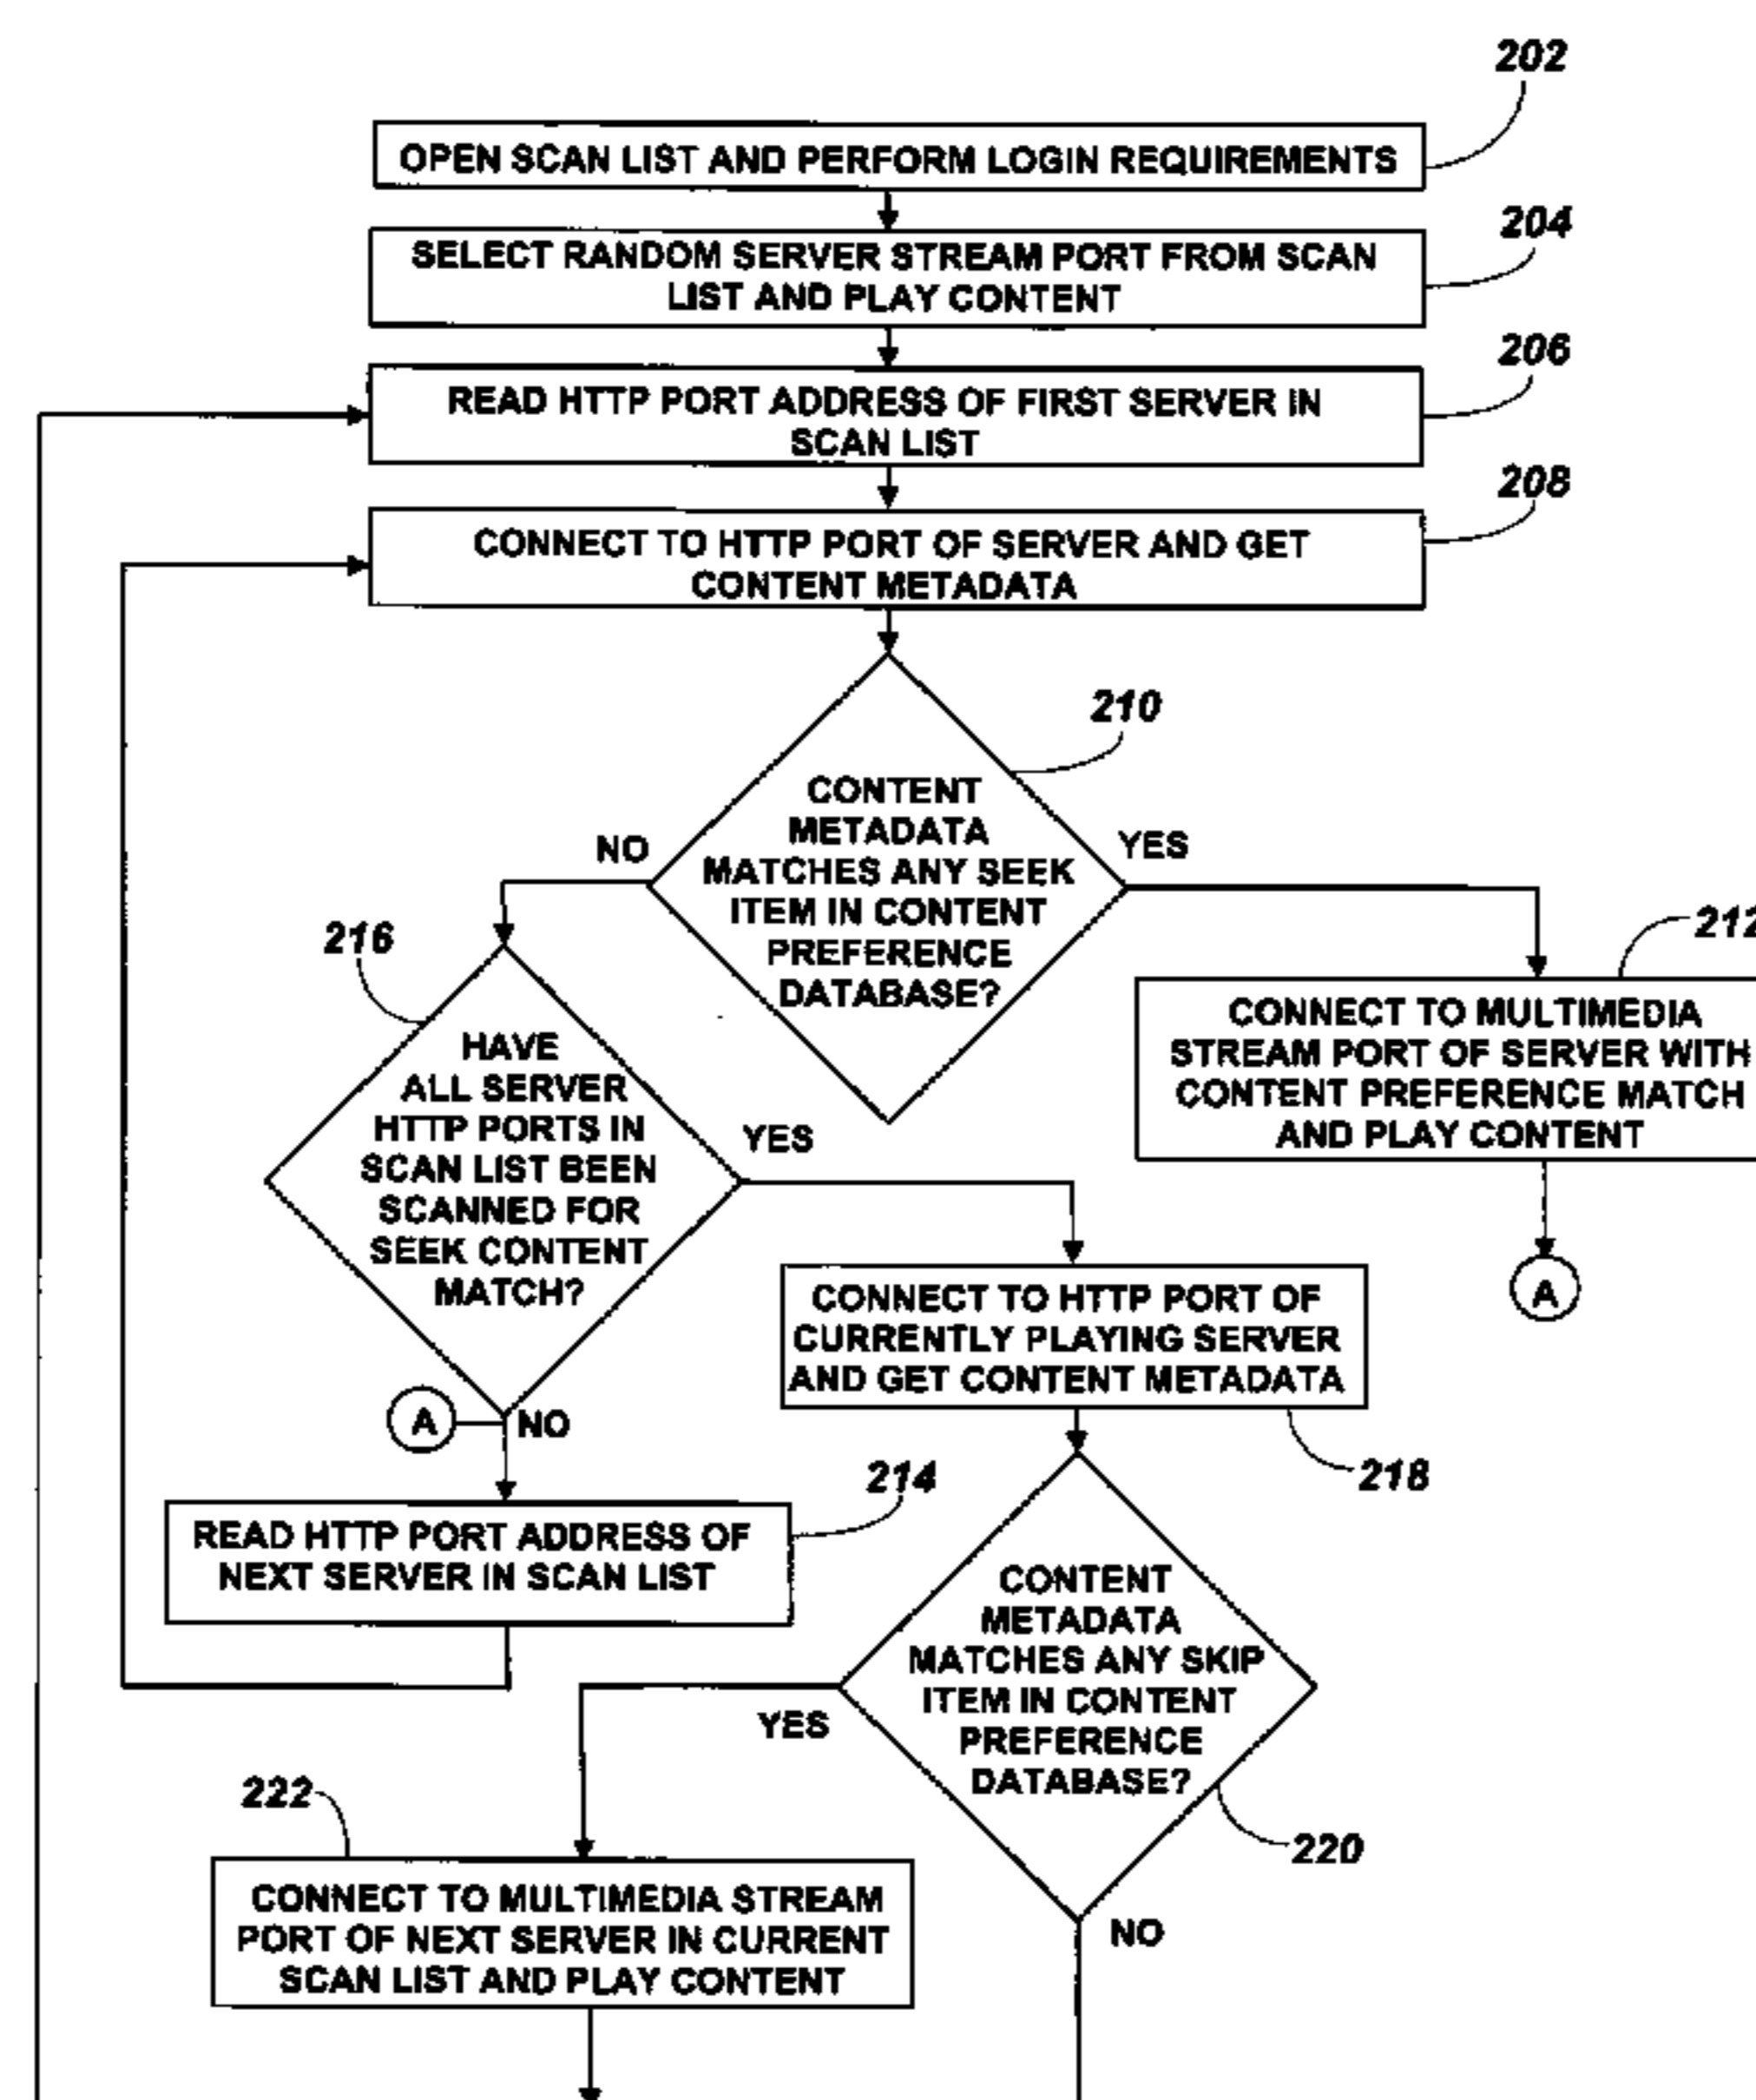 202
OPEN SCAN LIST AND PERFORM LOGIN REQUIREMENTS
204
SELECT RANDOM SERVER STREAM PORT FROM SCAN
LIST AND PLAY CONTENT
206
READ HTTP PORT ADDRESS OF FIRST SERVER IN
SCAN LIST
208
CONNECT TO HTTP PORT OF SERVER AND GET
CONTENT METADATA
210
CONTENT
METADATA
MATCHES ANY SEEK
ITEM IN CONTENT
PREFERENCE
DATABASE?
NO
YES
212
CONNECT TO MULTIMEDIA
STREAM PORT OF SERVER WITH
CONTENT PREFERENCE MATCH
AND PLAY CONTENT
A
216
HAVE
ALL SERVER
HTTP PORTS IN
SCAN LIST BEEN
SCANNED FOR
SEEK CONTENT
MATCH?
YES
A
NO
CONNECT TO HTTP PORT OF
CURRENTLY PLAYING SERVER
AND GET CONTENT METADATA
218
214
READ HTTP PORT ADDRESS OF
NEXT SERVER IN SCAN LIST
CONTENT
METADATA
MATCHES ANY SKIP
ITEM IN CONTENT
PREFERENCE
DATABASE?
YES
220
NO
222
CONNECT TO MULTIMEDIA STREAM
PORT OF NEXT SERVER IN CURRENT
SCAN LIST AND PLAY CONTENT